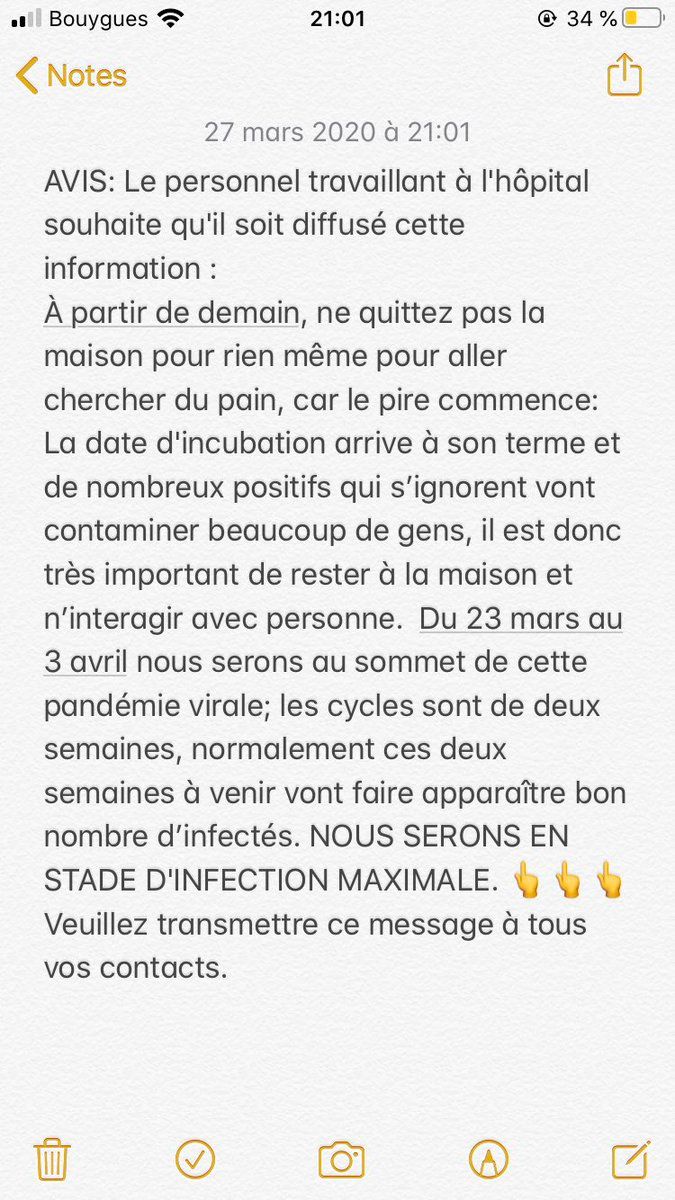 Bouygues 21:01 34 %
Notes
27 mars 2020 à 21:01
AVIS: Le personnel travaillant à l'hôpital
souhaite qu'il soit diffusé cette
information :
À partir de demain, ne quittez pas la
maison pour rien même pour aller
chercher du pain, car le pire commence:
La date d'incubation arrive à son terme et
de nombreux positifs qui s’ignorent vont
contaminer beaucoup de gens, il est donc
très important de rester à la maison et
n’interagir avec personne.  Du 23 mars au
3 avril nous serons au sommet de cette
pandémie virale; les cycles sont de deux
semaines, normalement ces deux
semaines à venir vont faire apparaître bon
nombre d’infectés. NOUS SERONS EN
STADE D'INFECTION MAXIMALE. 👆👆👆
Veuillez transmettre ce message à tous
vos contacts.